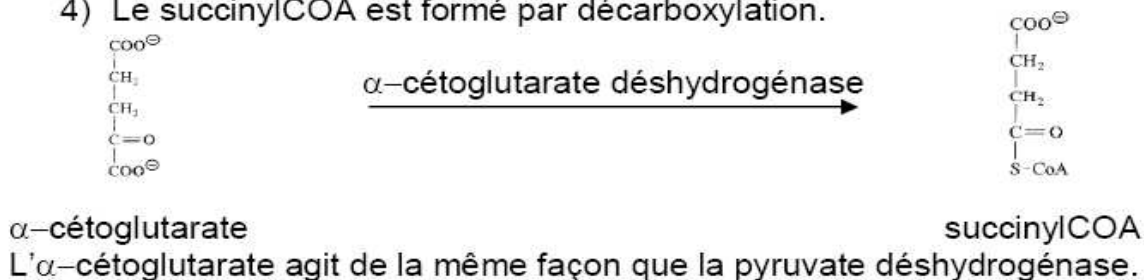 4) Le succinylCOA est formé par décarboxylation.
COO⊖
CH₂
CH₂
C=O
COO⊖
α–cétoglutarate déshydrogénase
COO⊖
CH₂
CH₂
C=O
S-CoA
α–cétoglutarate
succinylCOA
L'α–cétoglutarate agit de la même façon que la pyruvate déshydrogénase.